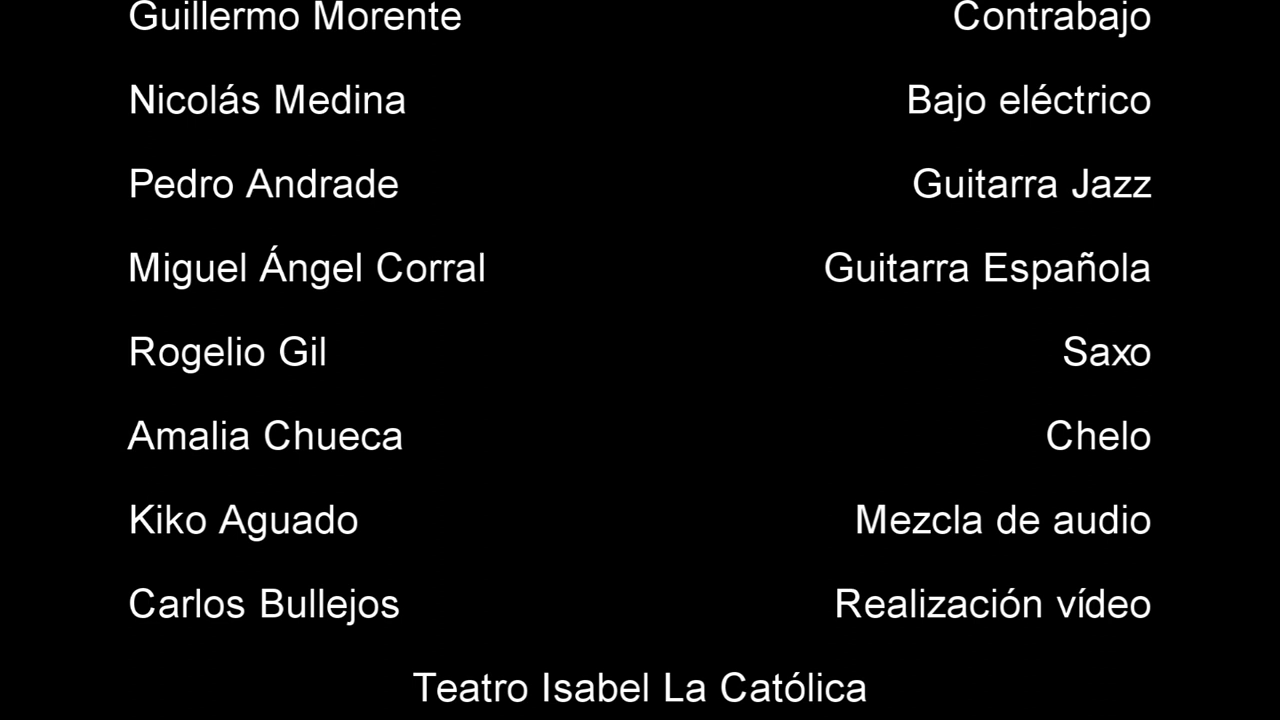 Guillermo Morente Contrabajo
Nicolás Medina Bajo eléctrico
Pedro Andrade Guitarra Jazz
Miguel Ángel Corral Guitarra Española
Rogelio Gil Saxo
Amalia Chueca Chelo
Kiko Aguado Mezcla de audio
Carlos Bullejos Realización vídeo
Teatro Isabel La Católica